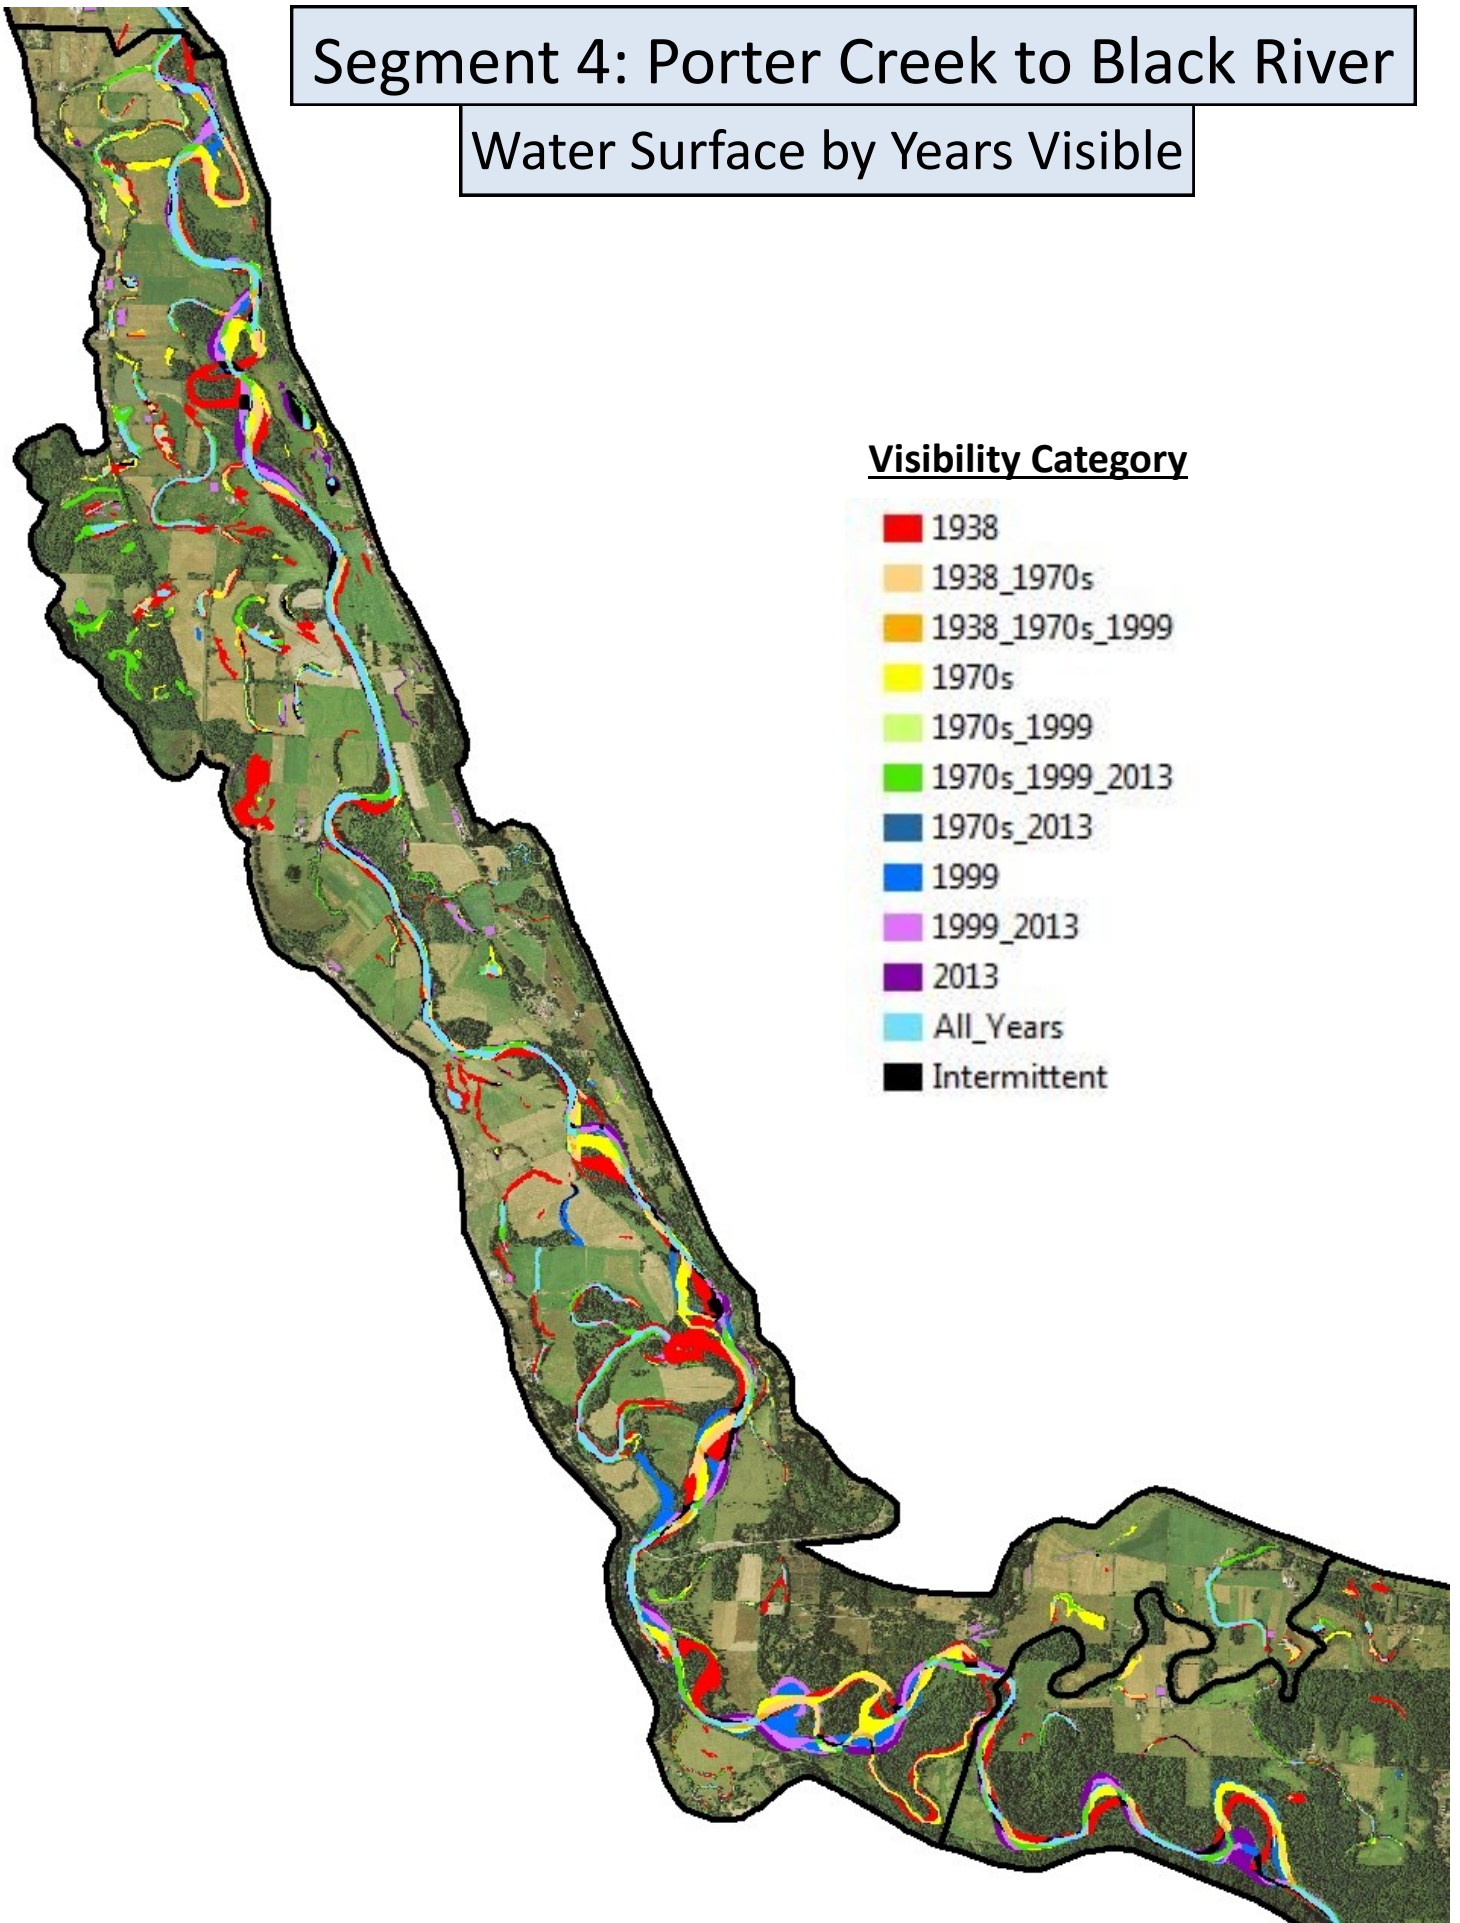 Segment 4: Porter Creek to Black River
Water Surface by Years Visible
Visibility Category
1938
1938_1970s
1938_1970s_1999
1970s
1970s_1999
1970s_1999_2013
1970s_2013
1999
1999_2013
2013
All_Years
Intermittent